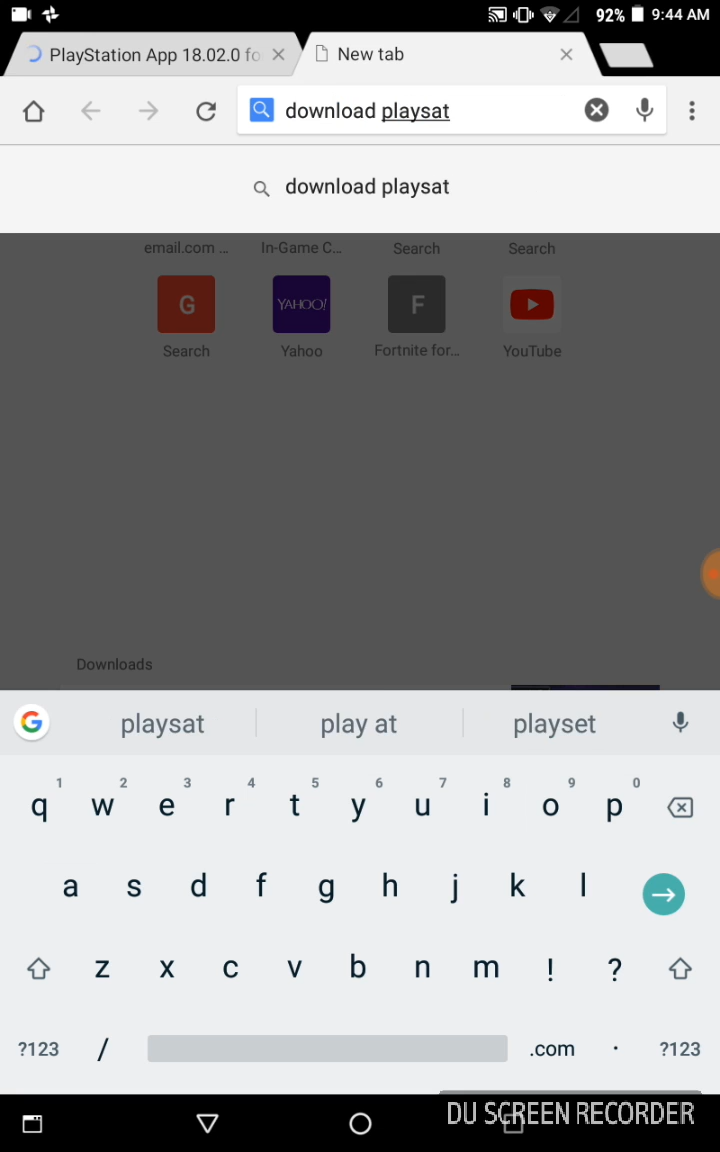 92% 9:44 AM
PlayStation App 18.02.0 fo
New tab
download playsat
download playsat
email.com ... In-Game C... Search Search
G YAHOO! F
Search Yahoo Fortnite for... YouTube
Downloads
G playsat play at playset
1 2 3 4 5 6 7 8 9 0
q w e r t y u i o p
a s d f g h j k l
z x c v b n m ! ?
?123 / .com . ?123
DU SCREEN RECORDER